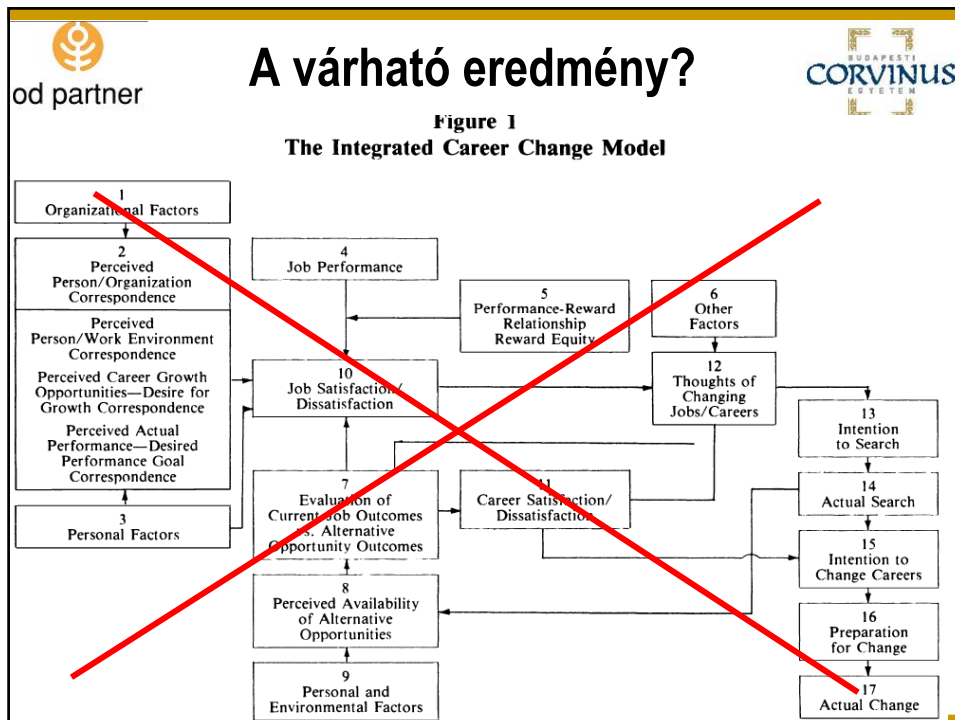 od partner
A várható eredmény?
BUDAPESTI
CORVINUS
EGYETEM
Figure 1
The Integrated Career Change Model
1
Organizational Factors
2
Perceived
Person/Organization
Correspondence
Perceived
Person/Work Environment
Correspondence
Perceived Career Growth
Opportunities—Desire for
Growth Correspondence
Perceived Actual
Performance—Desired
Performance Goal
Correspondence
3
Personal Factors
4
Job Performance
5
Performance-Reward
Relationship
Reward Equity
6
Other
Factors
10
Job Satisfaction/
Dissatisfaction
12
Thoughts of
Changing
Jobs/Careers
7
Evaluation of
Current Job Outcomes
vs. Alternative
Opportunity Outcomes
11
Career Satisfaction/
Dissatisfaction
8
Perceived Availability
of Alternative
Opportunities
9
Personal and
Environmental Factors
13
Intention
to Search
14
Actual Search
15
Intention to
Change Careers
16
Preparation
for Change
17
Actual Change